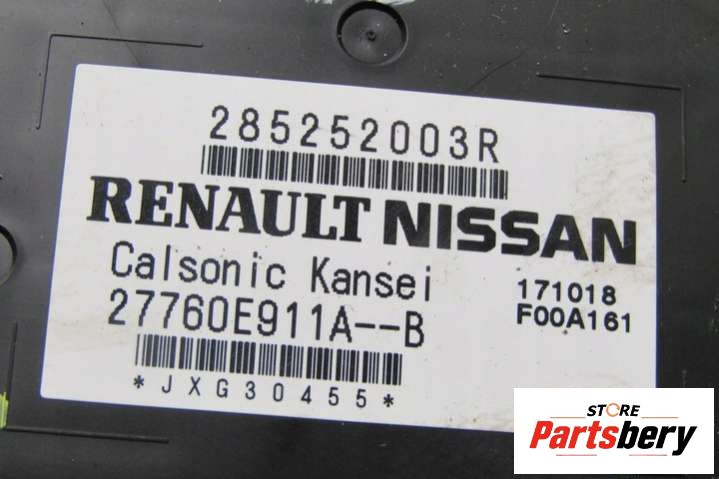 285252003R
RENAULT NISSAN
Calsonic Kansei
171018
27760E911A--B
F00A161
*JXG30455*
STORE
Partsbery